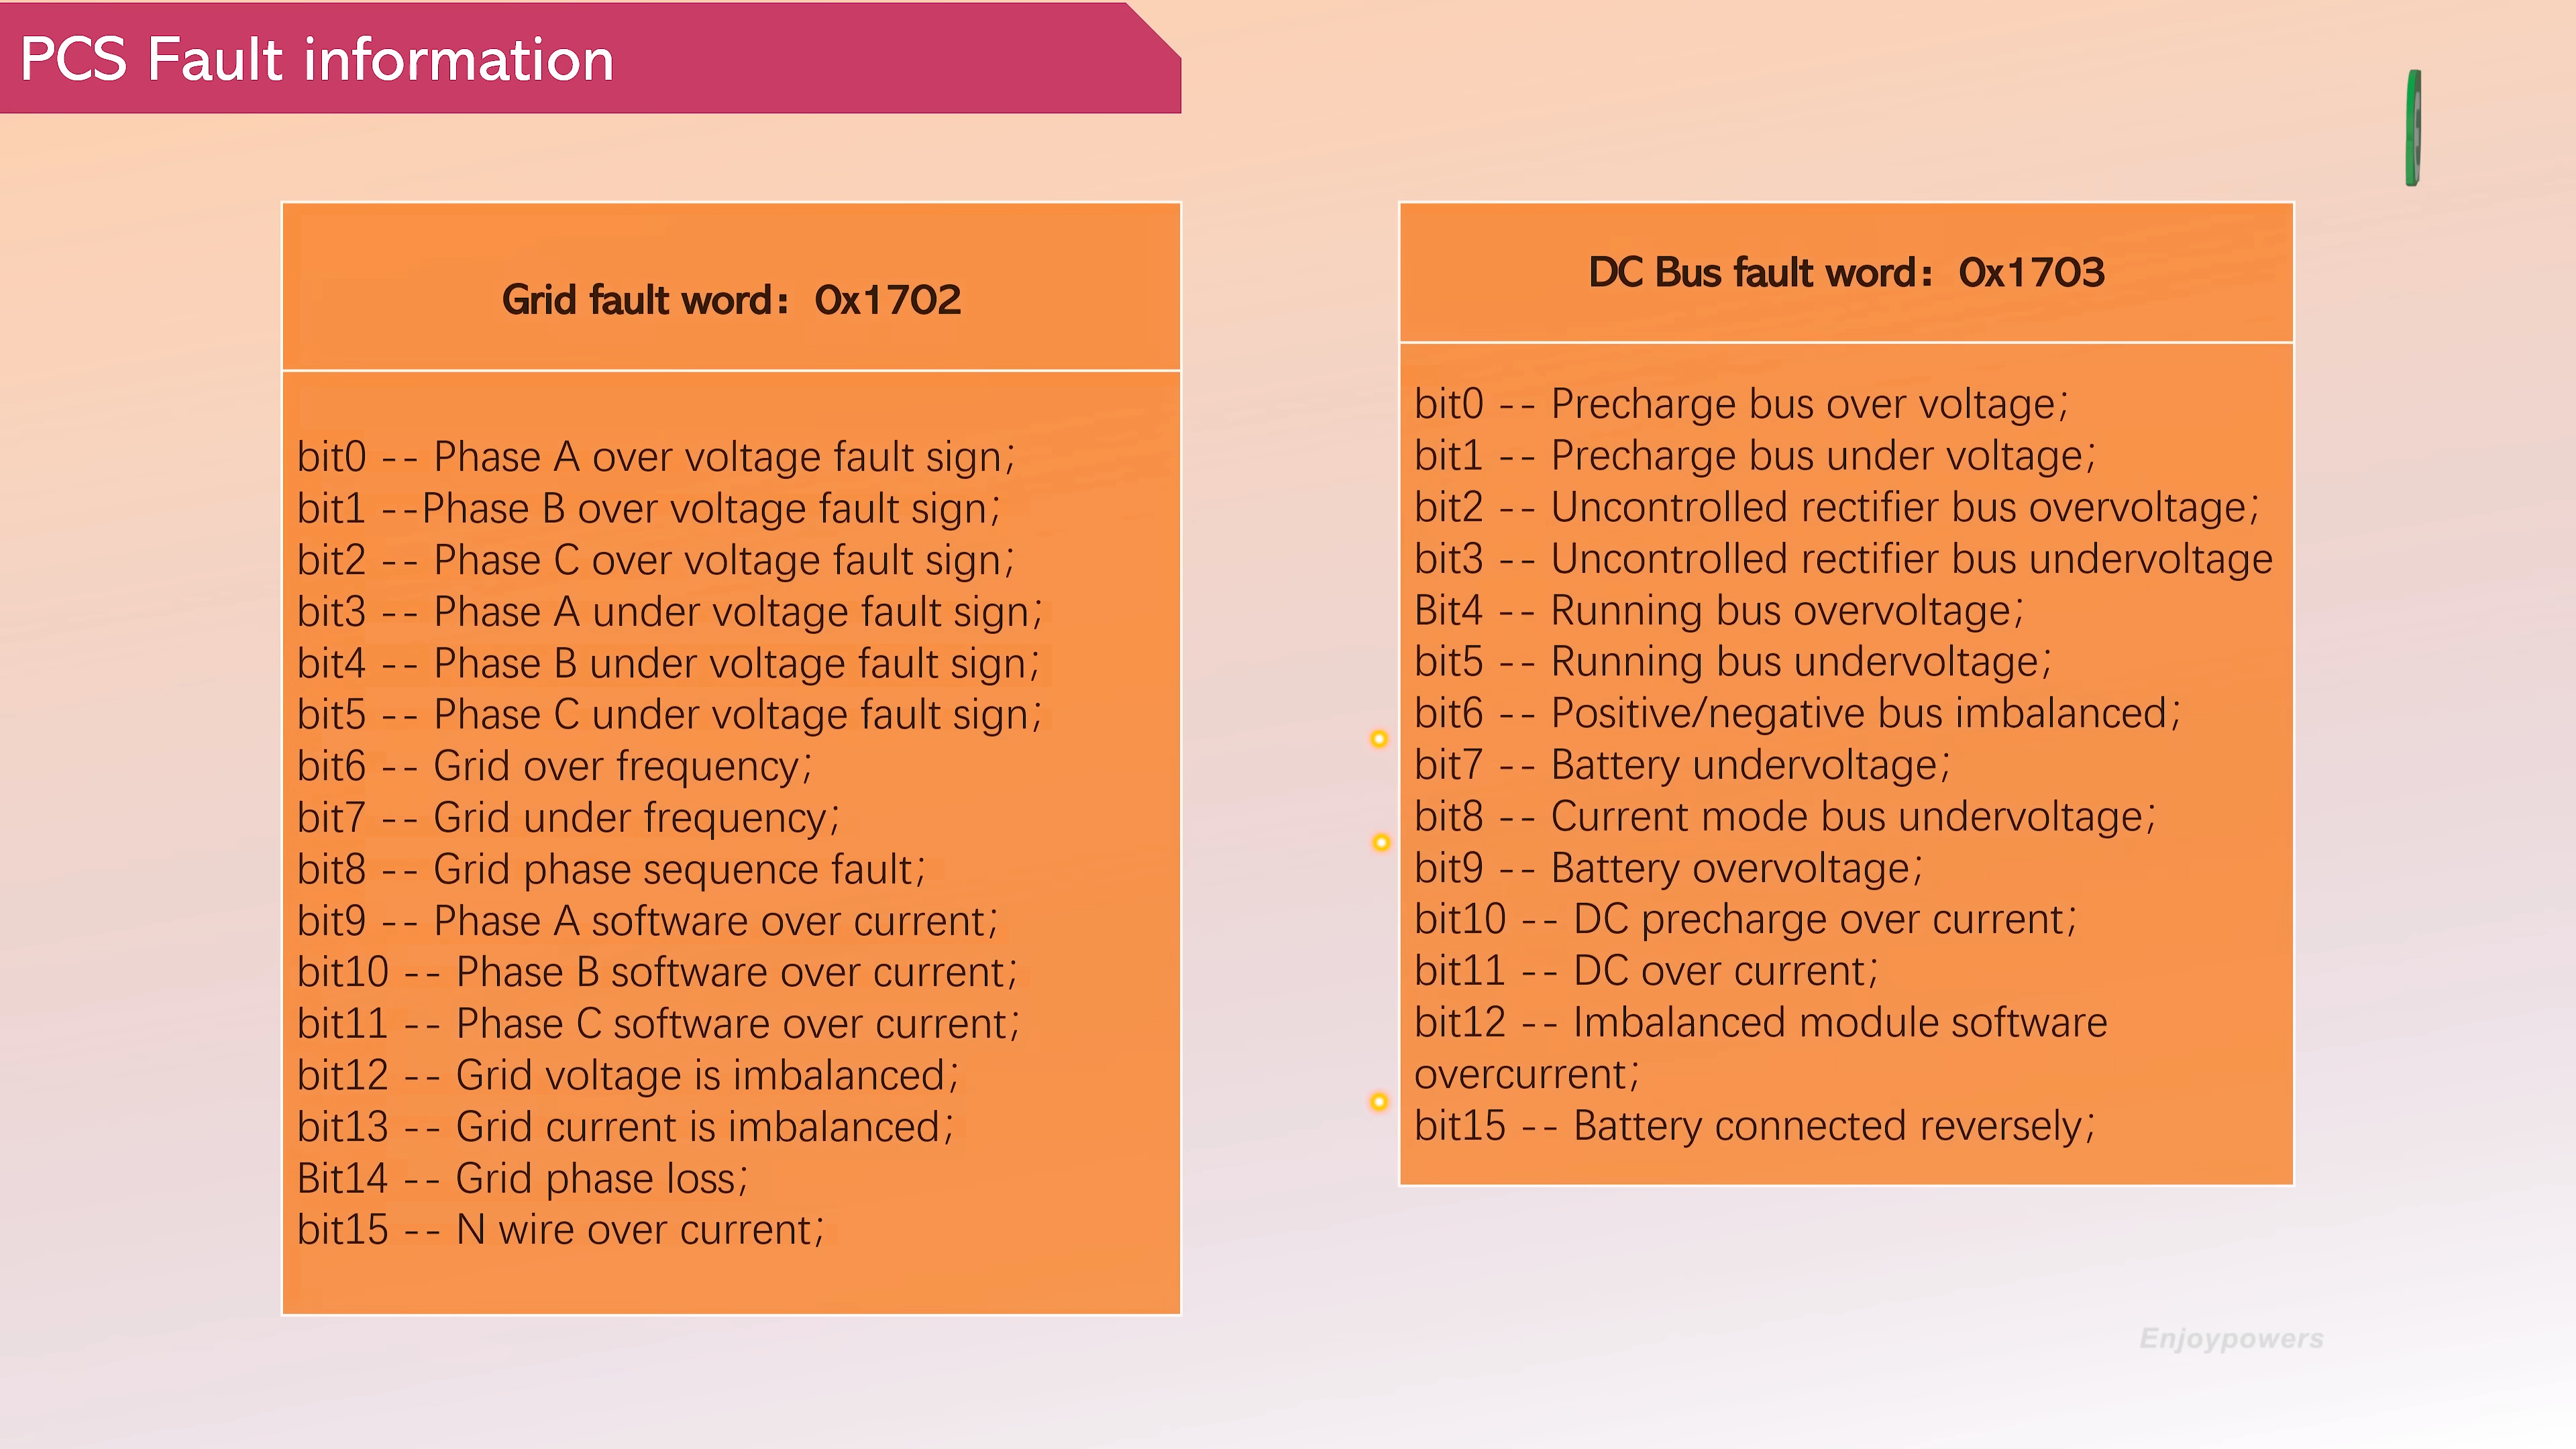 PCS Fault information
Grid fault word：0x1702
bit0 -- Phase A over voltage fault sign;
bit1 --Phase B over voltage fault sign;
bit2 -- Phase C over voltage fault sign;
bit3 -- Phase A under voltage fault sign;
bit4 -- Phase B under voltage fault sign;
bit5 -- Phase C under voltage fault sign;
bit6 -- Grid over frequency;
bit7 -- Grid under frequency;
bit8 -- Grid phase sequence fault;
bit9 -- Phase A software over current;
bit10 -- Phase B software over current;
bit11 -- Phase C software over current;
bit12 -- Grid voltage is imbalanced;
bit13 -- Grid current is imbalanced;
Bit14 -- Grid phase loss;
bit15 -- N wire over current;
DC Bus fault word：0x1703
bit0 -- Precharge bus over voltage;
bit1 -- Precharge bus under voltage;
bit2 -- Uncontrolled rectifier bus overvoltage;
bit3 -- Uncontrolled rectifier bus undervoltage
Bit4 -- Running bus overvoltage;
bit5 -- Running bus undervoltage;
bit6 -- Positive/negative bus imbalanced;
bit7 -- Battery undervoltage;
bit8 -- Current mode bus undervoltage;
bit9 -- Battery overvoltage;
bit10 -- DC precharge over current;
bit11 -- DC over current;
bit12 -- Imbalanced module software
overcurrent;
bit15 -- Battery connected reversely;
Enjoypowers